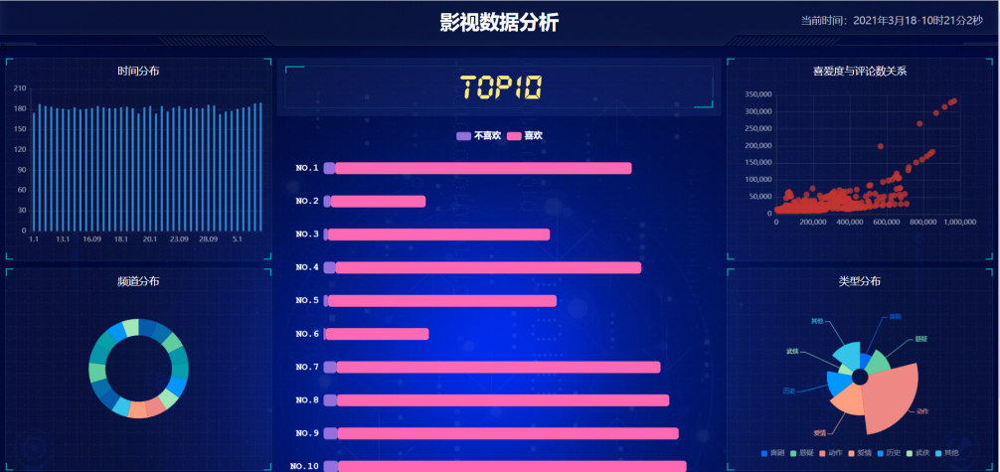 影视数据分析
当前时间：2021年3月18-10时21分2秒
时间分布
210
180
150
120
90
60
30
0
1.1 13.1 16.09 18.1 20.1 23.09 28.09 5.1
频道分布
TOP10
不喜欢 喜欢
NO.1
NO.2
NO.3
NO.4
NO.5
NO.6
NO.7
NO.8
NO.9
NO.10
喜爱度与评论数关系
350,000
300,000
250,000
200,000
150,000
100,000
50,000
0
0 200,000 400,000 600,000 800,000 1,000,000
类型分布
其他
喜剧
悬疑
武侠
历史
动作
爱情
喜剧 悬疑 动作 爱情 历史 武侠 其他